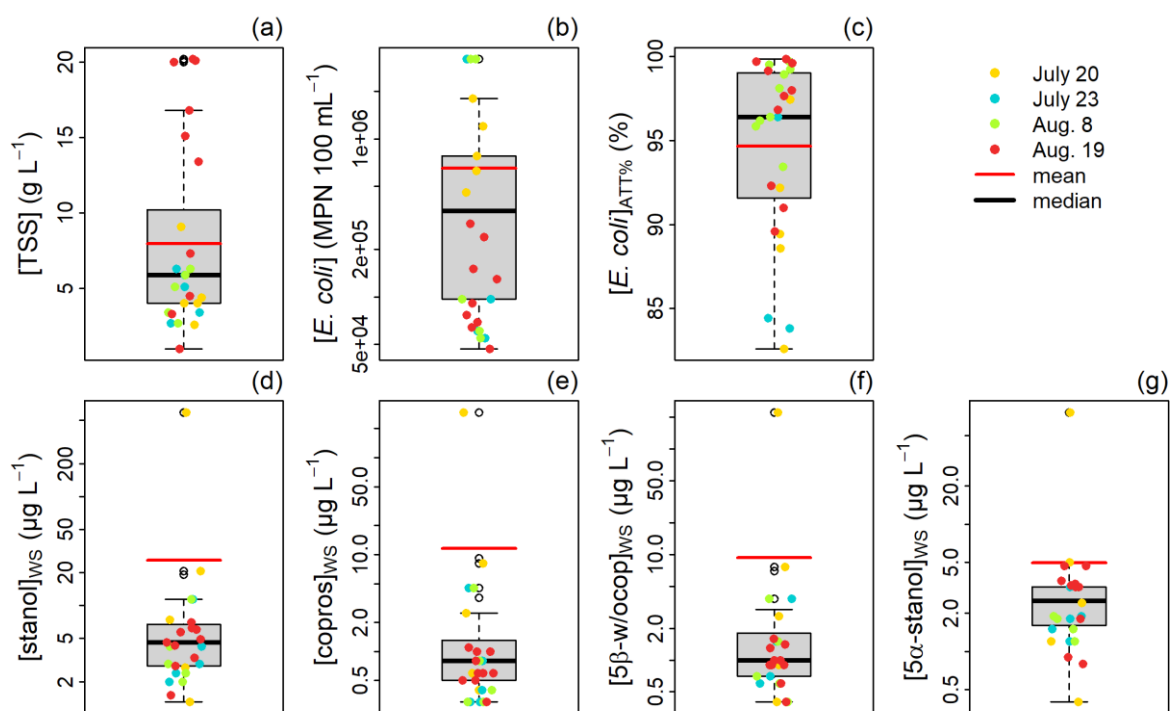 (a)
[TSS] (g L⁻¹)
20
15
10
5
(b)
[E. coli] (MPN 100 mL⁻¹)
1e+06
2e+05
5e+04
(c)
[E. coli]ATT% (%)
100
95
90
85
July 20
July 23
Aug. 8
Aug. 19
mean
median
(d)
[stanol]WS (µg L⁻¹)
200
50
20
5
2
(e)
[copros]WS (µg L⁻¹)
50.0
10.0
2.0
0.5
(f)
[5β-w/ocop]WS (µg L⁻¹)
50.0
10.0
2.0
0.5
(g)
[5α-stanol]WS (µg L⁻¹)
20.0
5.0
2.0
0.5